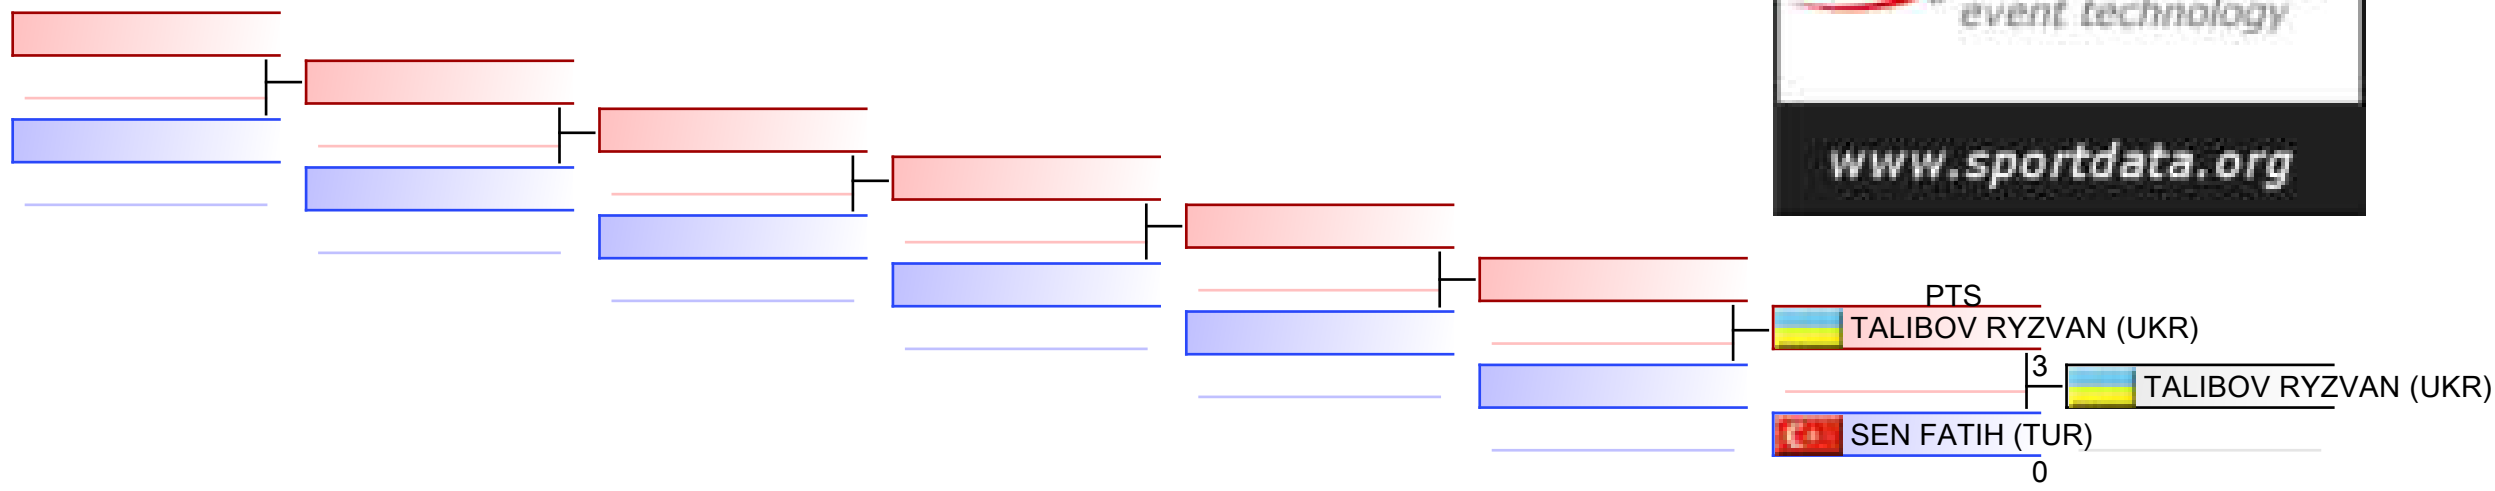 event technology
www.sportdata.org
PTS
TALIBOV RYZVAN (UKR)
3
TALIBOV RYZVAN (UKR)
SEN FATIH (TUR)
0